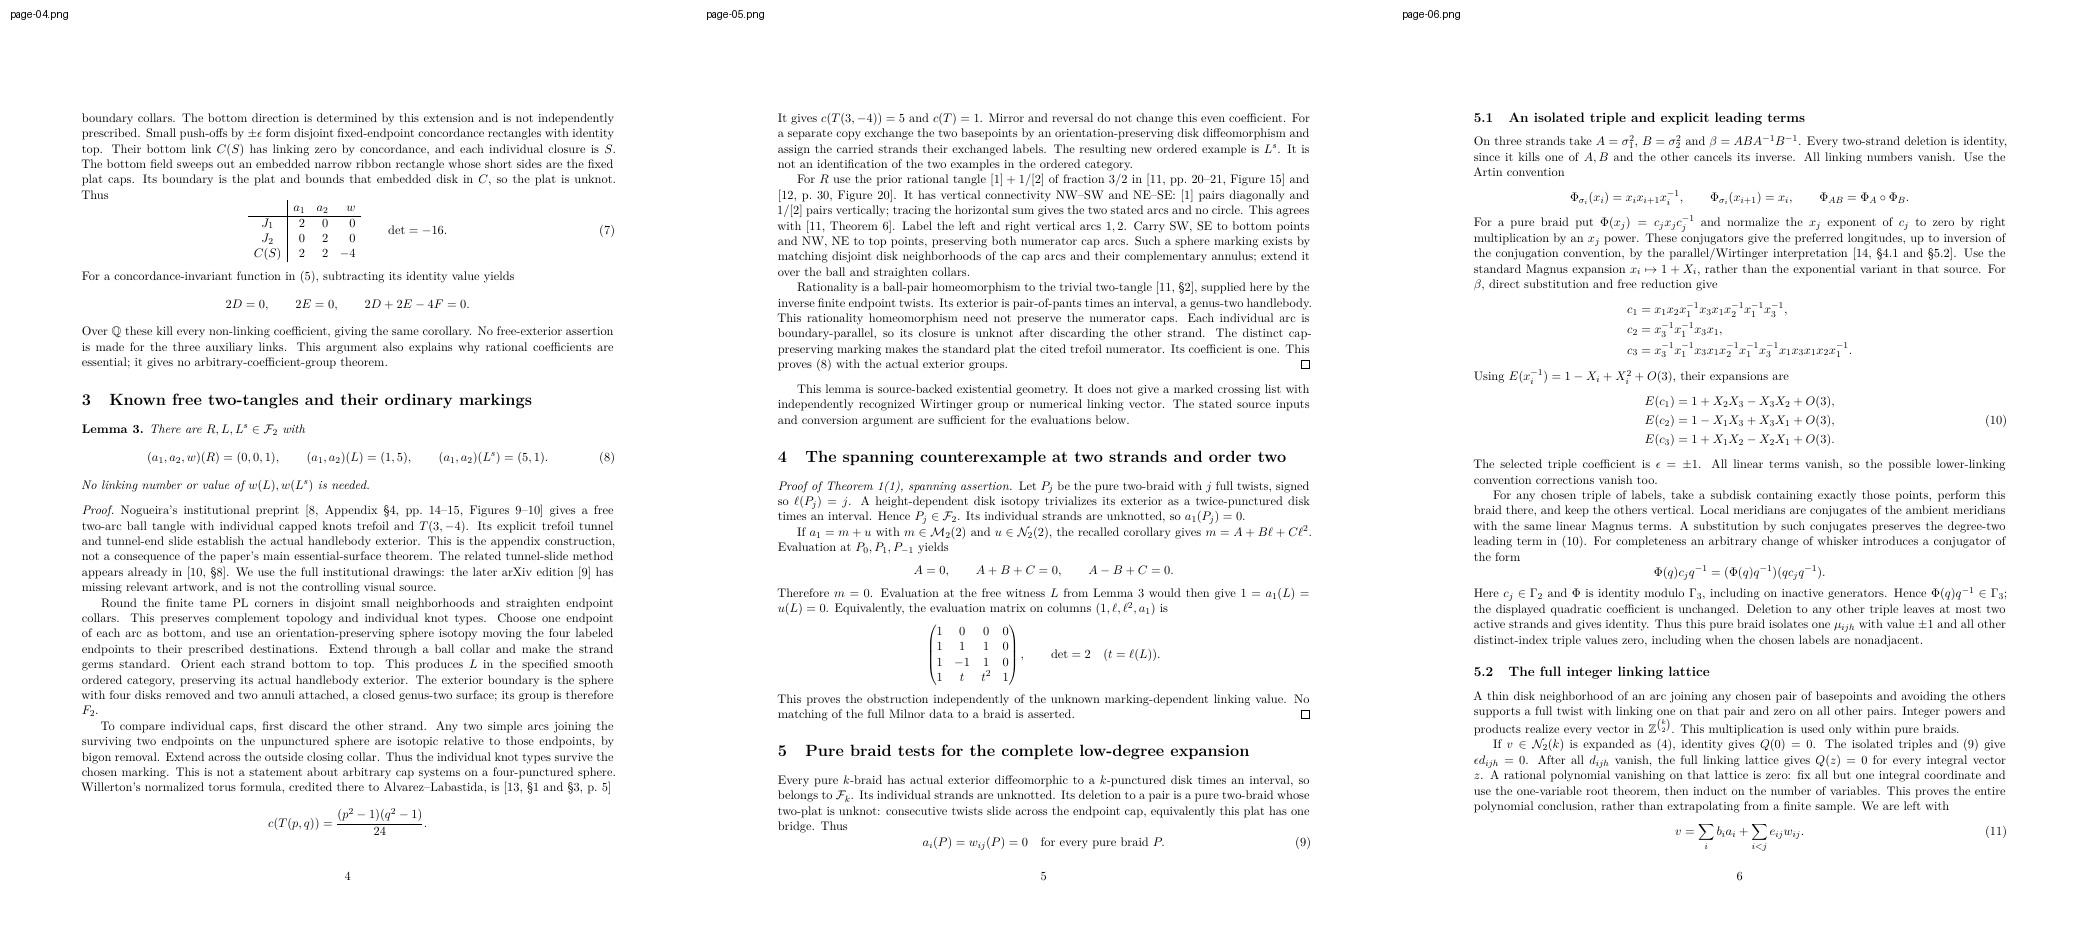 page-04.png
boundary collars. The bottom direction is determined by this extension and is not independently
prescribed. Small push-offs by ±ϵ form disjoint fixed-endpoint concordance rectangles with identity
top. Their bottom link C(S) has linking zero by concordance, and each individual closure is S.
The bottom field sweeps out an embedded narrow ribbon rectangle whose short sides are the fixed
plat caps. Its boundary is the plat and bounds that embedded disk in C, so the plat is unknot.
Thus
a₁ a₂ w
J₁ 2 0 0
J₂ 0 2 0
C(S) 2 2 −4
det = −16. (7)
For a concordance-invariant function in (5), subtracting its identity value yields
2D = 0, 2E = 0, 2D + 2E − 4F = 0.
Over ℚ these kill every non-linking coefficient, giving the same corollary. No free-exterior assertion
is made for the three auxiliary links. This argument also explains why rational coefficients are
essential; it gives no arbitrary-coefficient-group theorem.
3 Known free two-tangles and their ordinary markings
Lemma 3. There are R, L, Lˢ ∈ ℱ₂ with
(a₁, a₂, w)(R) = (0, 0, 1), (a₁, a₂)(L) = (1, 5), (a₁, a₂)(Lˢ) = (5, 1). (8)
No linking number or value of w(L), w(Lˢ) is needed.
Proof. Nogueira's institutional preprint [8, Appendix §4, pp. 14–15, Figures 9–10] gives a free
two-arc ball tangle with individual capped knots trefoil and T(3, −4). Its explicit trefoil tunnel
and tunnel-end slide establish the actual handlebody exterior. This is the appendix construction,
not a consequence of the paper's main essential-surface theorem. The related tunnel-slide method
appears already in [10, §8]. We use the full institutional drawings: the later arXiv edition [9] has
missing relevant artwork, and is not the controlling visual source.
Round the finite tame PL corners in disjoint small neighborhoods and straighten endpoint
collars. This preserves complement topology and individual knot types. Choose one endpoint
of each arc as bottom, and use an orientation-preserving sphere isotopy moving the four labeled
endpoints to their prescribed destinations. Extend through a ball collar and make the strand
germs standard. Orient each strand bottom to top. This produces L in the specified smooth
ordered category, preserving its actual handlebody exterior. The exterior boundary is the sphere
with four disks removed and two annuli attached, a closed genus-two surface; its group is therefore
F₂.
To compare individual caps, first discard the other strand. Any two simple arcs joining the
surviving two endpoints on the unpunctured sphere are isotopic relative to those endpoints, by
bigon removal. Extend across the outside closing collar. Thus the individual knot types survive the
chosen marking. This is not a statement about arbitrary cap systems on a four-punctured sphere.
Willerton's normalized torus formula, credited there to Alvarez–Labastida, is [13, §1 and §3, p. 5]
c(T(p, q)) = (p² − 1)(q² − 1) / 24.
4
page-05.png
It gives c(T(3, −4)) = 5 and c(T) = 1. Mirror and reversal do not change this even coefficient. For
a separate copy exchange the two basepoints by an orientation-preserving disk diffeomorphism and
assign the carried strands their exchanged labels. The resulting new ordered example is Lˢ. It is
not an identification of the two examples in the ordered category.
For R use the prior rational tangle [1] + 1/[2] of fraction 3/2 in [11, pp. 20–21, Figure 15] and
[12, p. 30, Figure 20]. It has vertical connectivity NW–SW and NE–SE: [1] pairs diagonally and
1/[2] pairs vertically; tracing the horizontal sum gives the two stated arcs and no circle. This agrees
with [11, Theorem 6]. Label the left and right vertical arcs 1, 2. Carry SW, SE to bottom points
and NW, NE to top points, preserving both numerator cap arcs. Such a sphere marking exists by
matching disjoint disk neighborhoods of the cap arcs and their complementary annulus; extend it
over the ball and straighten collars.
Rationality is a ball-pair homeomorphism to the trivial two-tangle [11, §2], supplied here by the
inverse finite endpoint twists. Its exterior is pair-of-pants times an interval, a genus-two handlebody.
This rationality homeomorphism need not preserve the numerator caps. Each individual arc is
boundary-parallel, so its closure is unknot after discarding the other strand. The distinct cap-
preserving marking makes the standard plat the cited trefoil numerator. Its coefficient is one. This
proves (8) with the actual exterior groups. □
This lemma is source-backed existential geometry. It does not give a marked crossing list with
independently recognized Wirtinger group or numerical linking vector. The stated source inputs
and conversion argument are sufficient for the evaluations below.
4 The spanning counterexample at two strands and order two
Proof of Theorem 1(1), spanning assertion. Let Pⱼ be the pure two-braid with j full twists, signed
so ℓ(Pⱼ) = j. A height-dependent disk isotopy trivializes its exterior as a twice-punctured disk
times an interval. Hence Pⱼ ∈ ℱ₂. Its individual strands are unknotted, so a₁(Pⱼ) = 0.
If a₁ = m + u with m ∈ ℳ₂(2) and u ∈ 𝒩₂(2), the recalled corollary gives m = A + Bℓ + Cℓ².
Evaluation at P₀, P₁, P₋₁ yields
A = 0, A + B + C = 0, A − B + C = 0.
Therefore m = 0. Evaluation at the free witness L from Lemma 3 would then give 1 = a₁(L) =
u(L) = 0. Equivalently, the evaluation matrix on columns (1, ℓ, ℓ², a₁) is
1 0 0 0
1 1 1 0
1 −1 1 0
1 t t² 1
, det = 2 (t = ℓ(L)).
This proves the obstruction independently of the unknown marking-dependent linking value. No
matching of the full Milnor data to a braid is asserted. □
5 Pure braid tests for the complete low-degree expansion
Every pure k-braid has actual exterior diffeomorphic to a k-punctured disk times an interval, so
belongs to ℱₖ. Its individual strands are unknotted. Its deletion to a pair is a pure two-braid whose
two-plat is unknot: consecutive twists slide across the endpoint cap, equivalently this plat has one
bridge. Thus
aᵢ(P) = wᵢⱼ(P) = 0 for every pure braid P. (9)
5
page-06.png
5.1 An isolated triple and explicit leading terms
On three strands take A = σ₁², B = σ₂² and β = ABA⁻¹B⁻¹. Every two-strand deletion is identity,
since it kills one of A, B and the other cancels its inverse. All linking numbers vanish. Use the
Artin convention
Φ_{σᵢ}(xᵢ) = xᵢxᵢ₊₁xᵢ⁻¹, Φ_{σᵢ}(xᵢ₊₁) = xᵢ, Φ_{AB} = Φ_A ∘ Φ_B.
For a pure braid put Φ(xⱼ) = cⱼxⱼcⱼ⁻¹ and normalize the xⱼ exponent of cⱼ to zero by right
multiplication by an xⱼ power. These conjugators give the preferred longitudes, up to inversion of
the conjugation convention, by the parallel/Wirtinger interpretation [14, §4.1 and §5.2]. Use the
standard Magnus expansion xᵢ ↦ 1 + Xᵢ, rather than the exponential variant in that source. For
β, direct substitution and free reduction give
c₁ = x₁x₂x₁⁻¹x₃x₁x₂⁻¹x₁⁻¹x₃⁻¹,
c₂ = x₃⁻¹x₁⁻¹x₃x₁,
c₃ = x₃⁻¹x₁⁻¹x₃x₁x₂⁻¹x₁⁻¹x₃⁻¹x₁x₃x₁x₂x₁⁻¹.
Using E(xᵢ⁻¹) = 1 − Xᵢ + Xᵢ² + O(3), their expansions are
E(c₁) = 1 + X₂X₃ − X₃X₂ + O(3),
E(c₂) = 1 − X₁X₃ + X₃X₁ + O(3), (10)
E(c₃) = 1 + X₁X₂ − X₂X₁ + O(3).
The selected triple coefficient is ϵ = ±1. All linear terms vanish, so the possible lower-linking
convention corrections vanish too.
For any chosen triple of labels, take a subdisk containing exactly those points, perform this
braid there, and keep the others vertical. Local meridians are conjugates of the ambient meridians
with the same linear Magnus terms. A substitution by such conjugates preserves the degree-two
leading term in (10). For completeness an arbitrary change of whisker introduces a conjugator of
the form
Φ(q)cⱼq⁻¹ = (Φ(q)q⁻¹)(qcⱼq⁻¹).
Here cⱼ ∈ Γ₂ and Φ is identity modulo Γ₃, including on inactive generators. Hence Φ(q)q⁻¹ ∈ Γ₃;
the displayed quadratic coefficient is unchanged. Deletion to any other triple leaves at most two
active strands and gives identity. Thus this pure braid isolates one μᵢⱼₕ with value ±1 and all other
distinct-index triple values zero, including when the chosen labels are nonadjacent.
5.2 The full integer linking lattice
A thin disk neighborhood of an arc joining any chosen pair of basepoints and avoiding the others
supports a full twist with linking one on that pair and zero on all other pairs. Integer powers and
products realize every vector in ℤ^{(k 2)}. This multiplication is used only within pure braids.
If v ∈ 𝒩₂(k) is expanded as (4), identity gives Q(0) = 0. The isolated triples and (9) give
ϵdᵢⱼₕ = 0. After all dᵢⱼₕ vanish, the full linking lattice gives Q(z) = 0 for every integral vector
z. A rational polynomial vanishing on that lattice is zero: fix all but one integral coordinate and
use the one-variable root theorem, then induct on the number of variables. This proves the entire
polynomial conclusion, rather than extrapolating from a finite sample. We are left with
v = ∑ᵢ bᵢaᵢ + ∑_{i<j} eᵢⱼwᵢⱼ. (11)
6